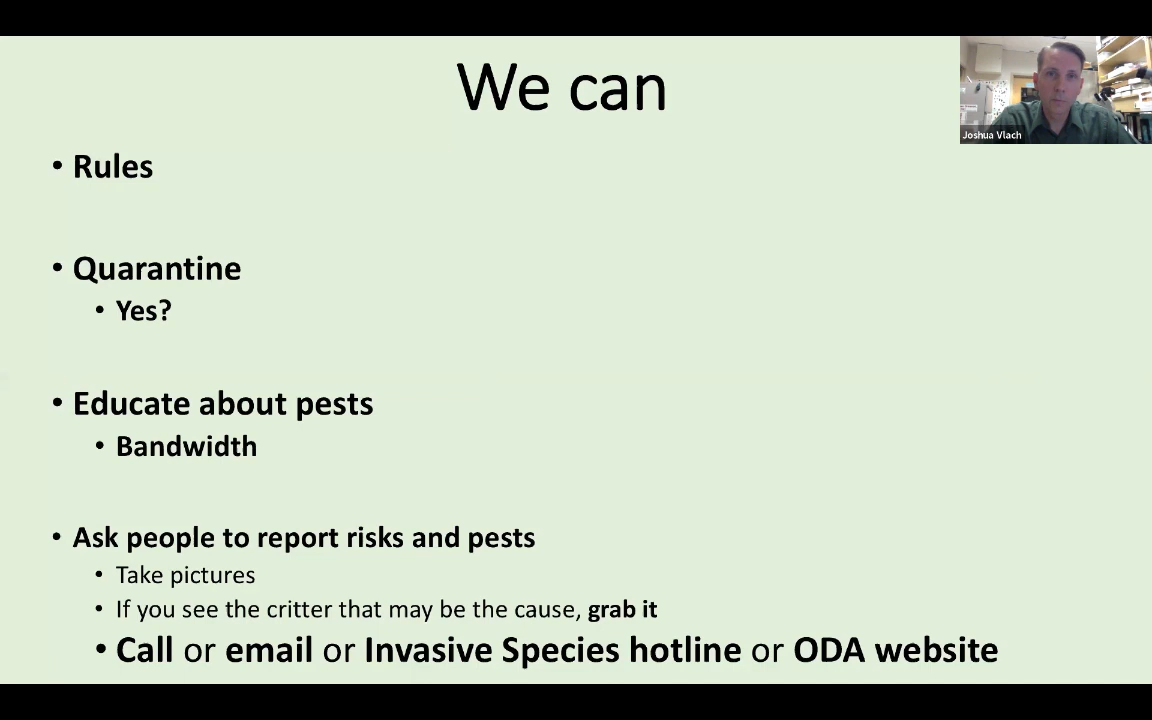 We can
Joshua Vlach
• Rules
• Quarantine
• Yes?
• Educate about pests
• Bandwidth
• Ask people to report risks and pests
• Take pictures
• If you see the critter that may be the cause, grab it
• Call or email or Invasive Species hotline or ODA website